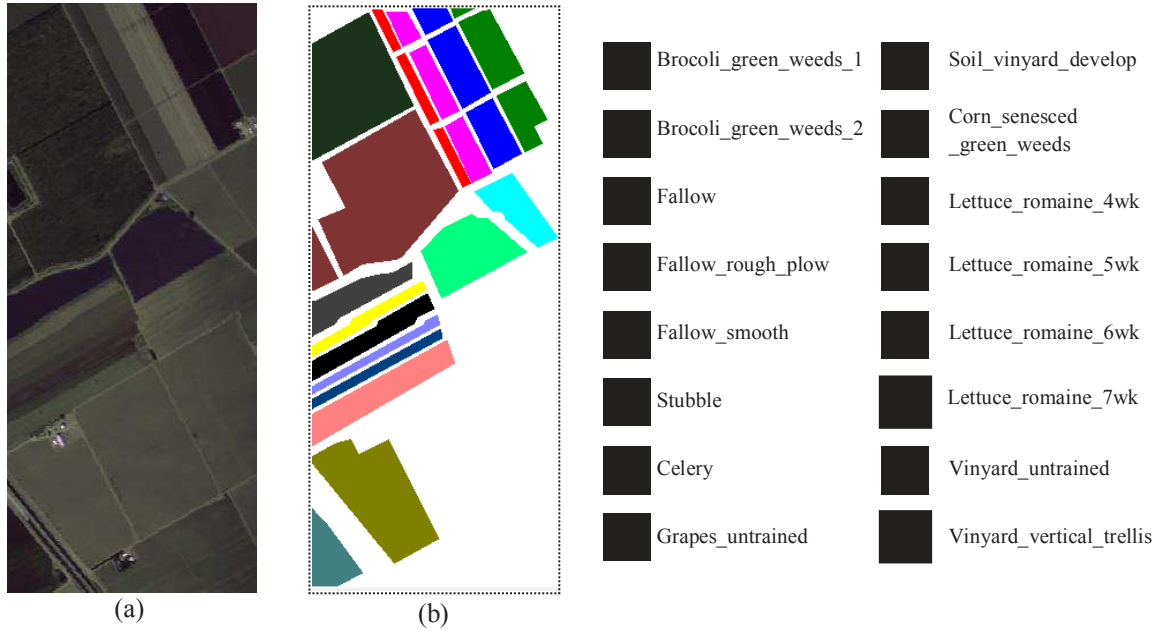 Brocoli_green_weeds_1
Brocoli_green_weeds_2
Fallow
Fallow_rough_plow
Fallow_smooth
Stubble
Celery
Grapes_untrained
Soil_vinyard_develop
Corn_senesced
_green_weeds
Lettuce_romaine_4wk
Lettuce_romaine_5wk
Lettuce_romaine_6wk
Lettuce_romaine_7wk
Vinyard_untrained
Vinyard_vertical_trellis
(a)
(b)